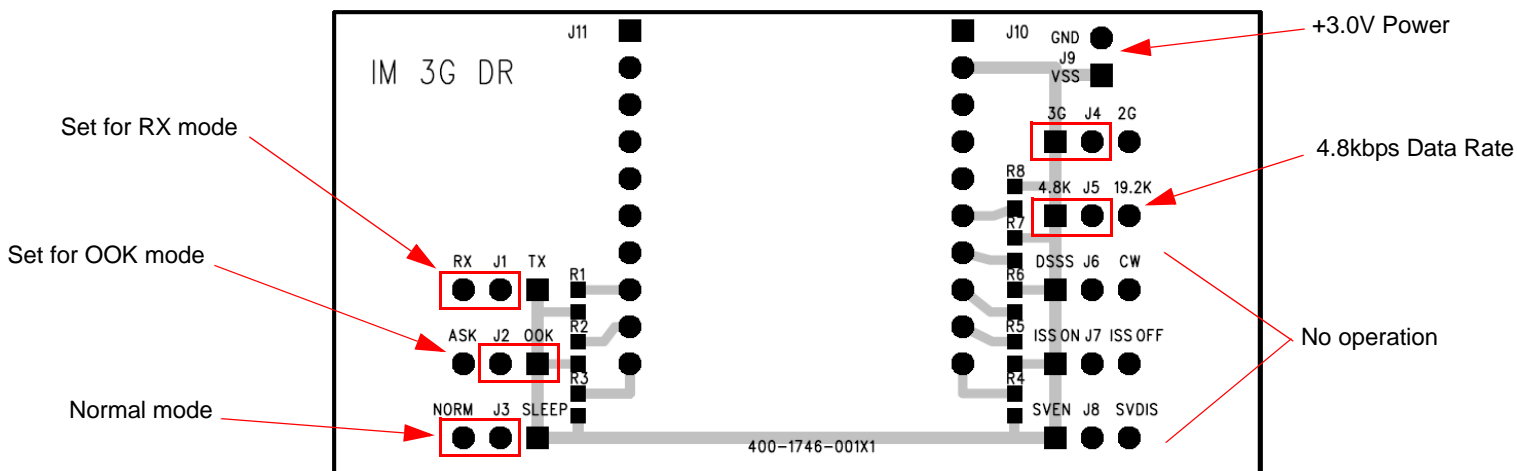 J11
J10
GND
J9
VSS
+3.0V Power
IM 3G DR
3G J4 2G
Set for RX mode
4.8kbps Data Rate
R8
4.8K J5 19.2K
R7
Set for OOK mode
RX J1 TX
R1
DSSS J6 CW
R6
R2
ASK J2 OOK
R5
ISS ON J7 ISS OFF
No operation
R3
R4
Normal mode
NORM J3 SLEEP
SVEN J8 SVDIS
400-1746-001X1